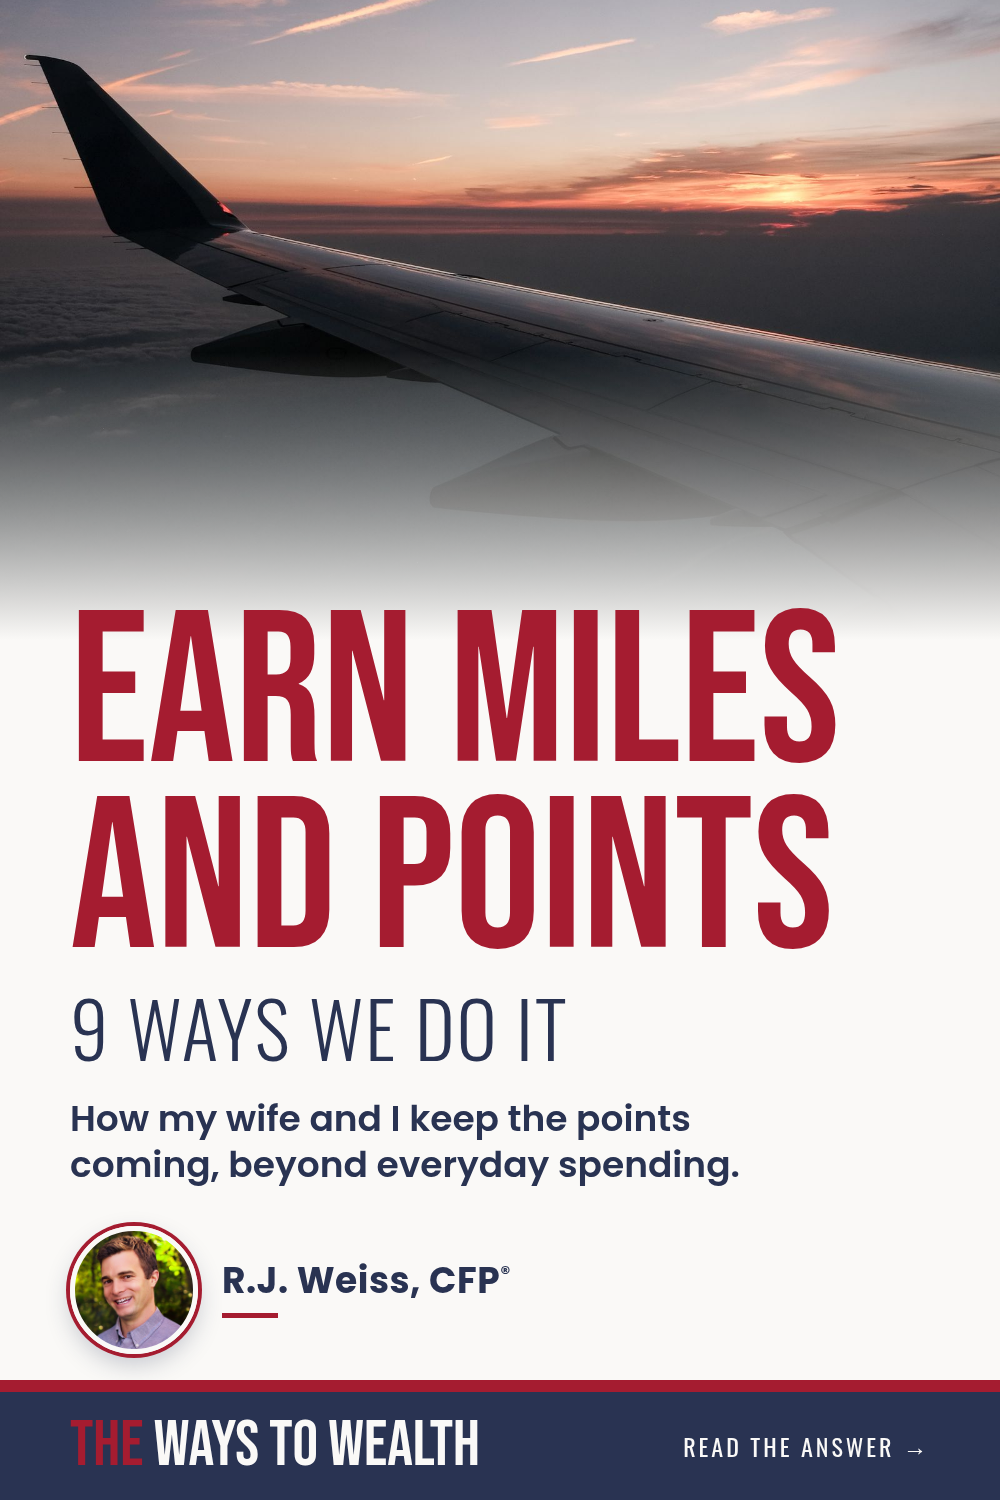 EARN MILES
AND POINTS
9 WAYS WE DO IT
How my wife and I keep the points
coming, beyond everyday spending.
R.J. Weiss, CFP®
THE WAYS TO WEALTH
READ THE ANSWER →